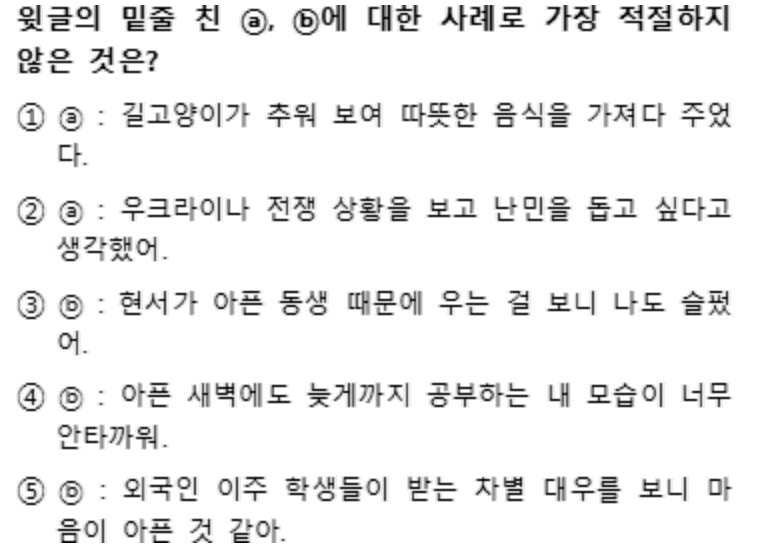 윗글의 밑줄 친 ⓐ, ⓑ에 대한 사례로 가장 적절하지
않은 것은?
① ⓐ : 길고양이가 추워 보여 따뜻한 음식을 가져다 주었
다.
② ⓐ : 우크라이나 전쟁 상황을 보고 난민을 돕고 싶다고
생각했어.
③ ⓑ : 현서가 아픈 동생 때문에 우는 걸 보니 나도 슬펐
어.
④ ⓑ : 아픈 새벽에도 늦게까지 공부하는 내 모습이 너무
안타까워.
⑤ ⓑ : 외국인 이주 학생들이 받는 차별 대우를 보니 마
음이 아픈 것 같아.